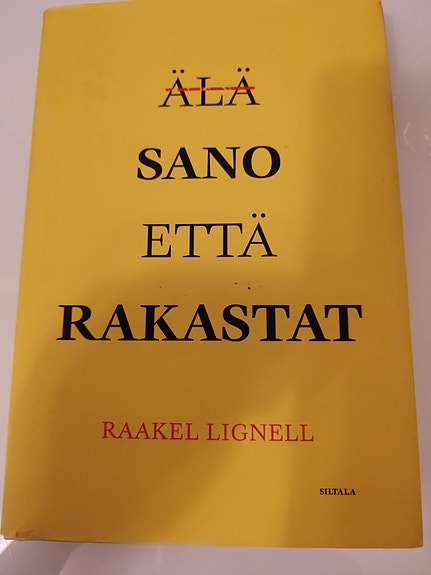 ÄLÄ
SANO
ETTÄ
RAKASTAT
RAAKEL LIGNELL
SILTALA